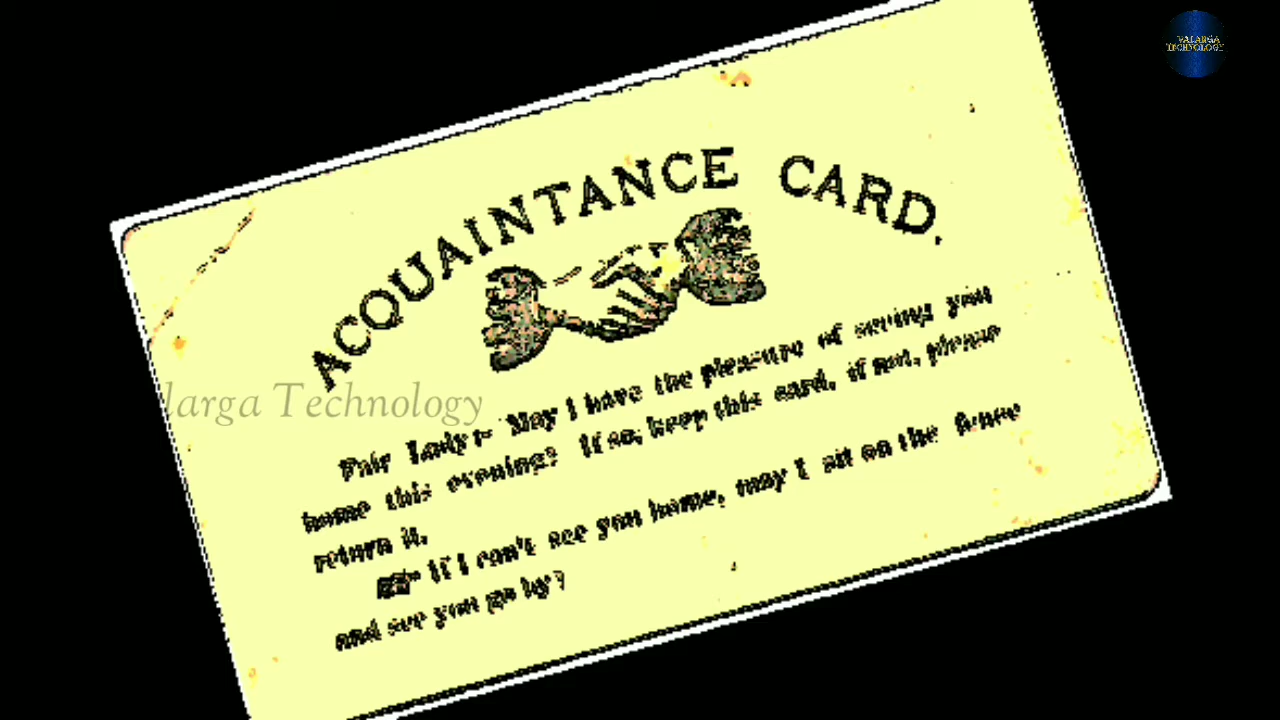 VALARGA
TECHNOLOGY
ACQUAINTANCE CARD.
larga Technology
Fair Lady:- May I have the pleasure of seeing you
home this evening? If so, keep this card, if not, please
return it.
☞ If I can't see you home, may I sit on the fence
and see you go by?